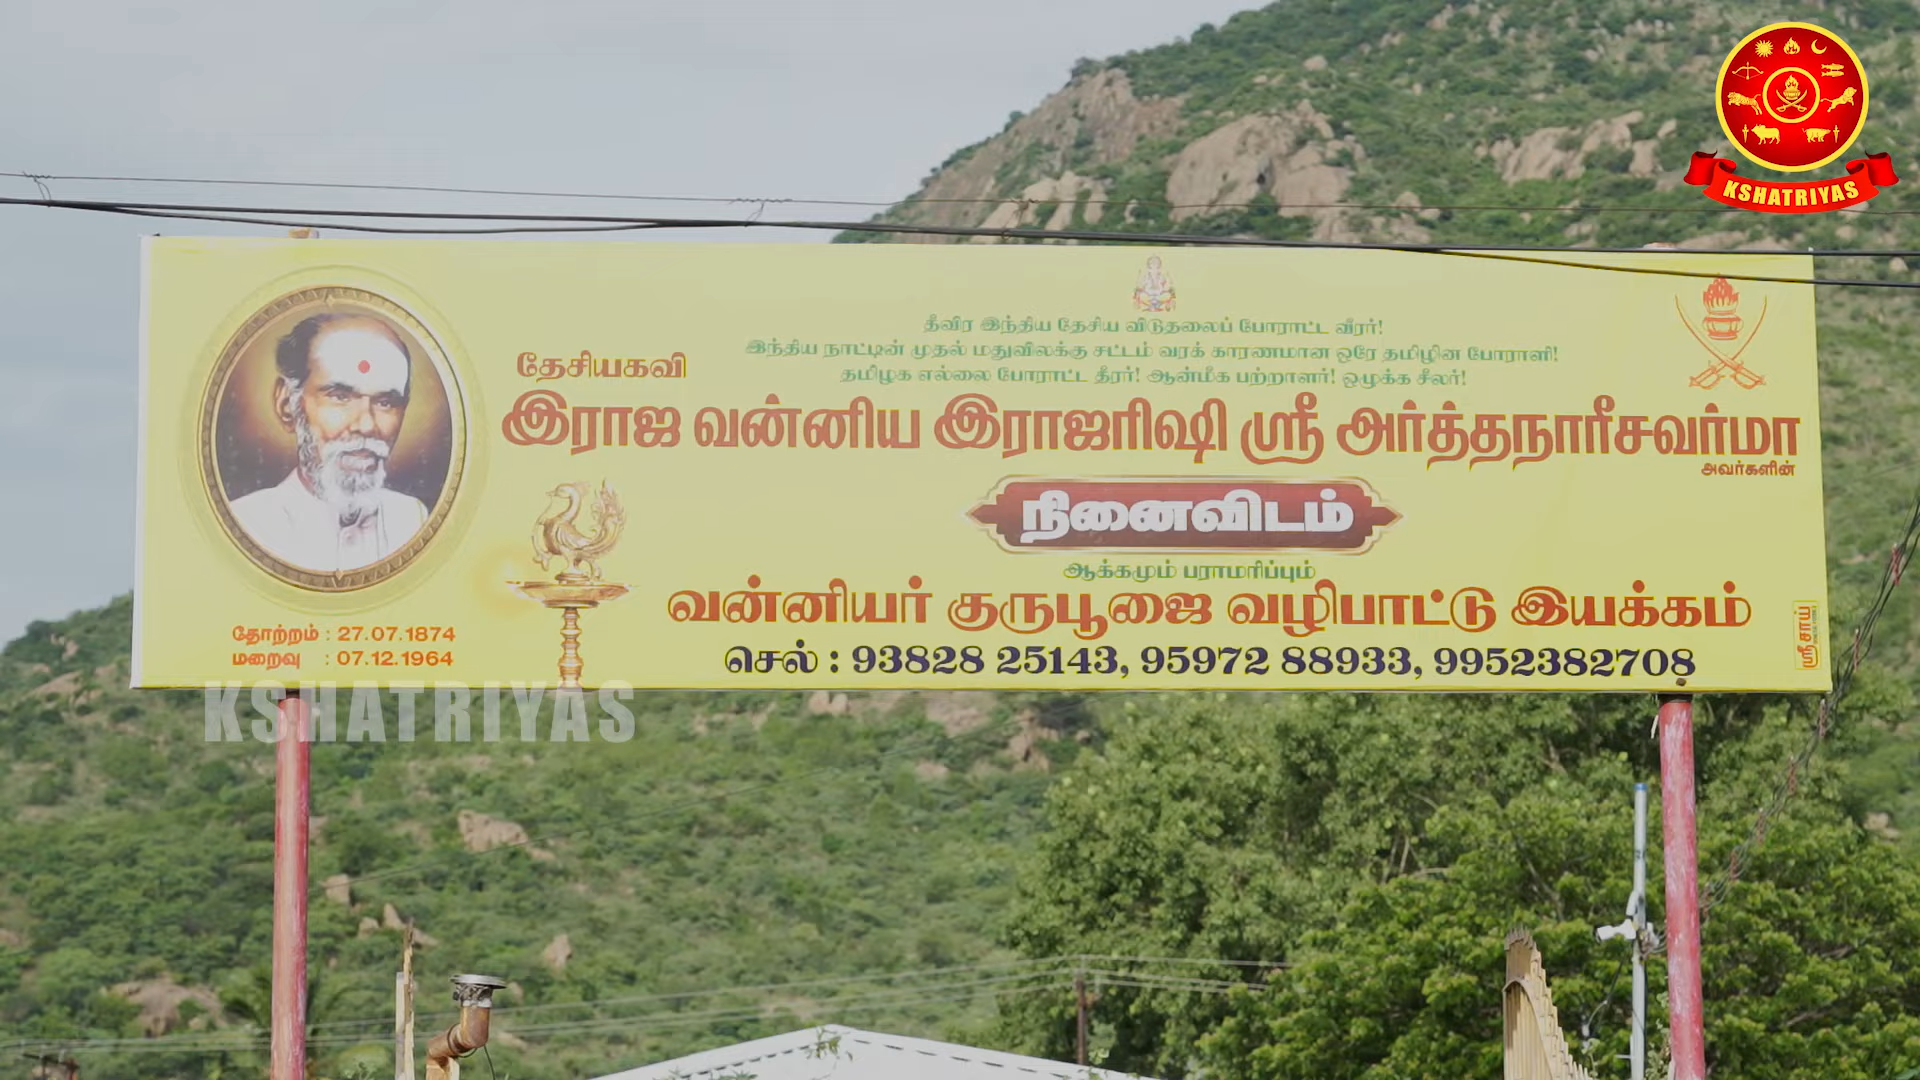 KSHATRIYAS
தீவிர இந்திய தேசிய விடுதலைப் போராட்ட வீரர்!
இந்திய நாட்டின் முதல் மதுவிலக்கு சட்டம் வரக் காரணமான ஒரே தமிழின போராளி!
தமிழக எல்லை போராட்ட தீரர்! ஆன்மீக பற்றாளர்! ஒழுக்க சீலர்!
தேசியகவி
இராஜ வன்னிய இராஜரிஷி ஸ்ரீ அர்த்தநாரீசவர்மா
அவர்களின்
நினைவிடம்
ஆக்கமும் பராமரிப்பும்
வன்னியர் குருபூஜை வழிபாட்டு இயக்கம்
செல் : 93828 25143, 95972 88933, 9952382708
தோற்றம் : 27.07.1874
மறைவு : 07.12.1964
ஸ்ரீ சாய்
KSHATRIYAS